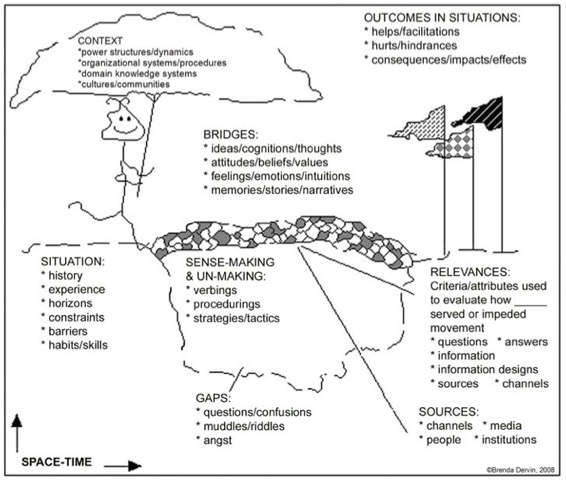 CONTEXT
*power structures/dynamics
*organizational systems/procedures
*domain knowledge systems
*cultures/communities
OUTCOMES IN SITUATIONS:
* helps/facilitations
* hurts/hindrances
* consequences/impacts/effects
BRIDGES:
* ideas/cognitions/thoughts
* attitudes/beliefs/values
* feelings/emotions/intuitions
* memories/stories/narratives
SITUATION:
* history
* experience
* horizons
* constraints
* barriers
* habits/skills
SENSE-MAKING
& UN-MAKING:
* verbings
* procedurings
* strategies/tactics
RELEVANCES:
Criteria/attributes used
to evaluate how _____
served or impeded
movement
* questions * answers
* information
* information designs
* sources * channels
GAPS:
* questions/confusions
* muddles/riddles
* angst
SOURCES:
* channels * media
* people * institutions
SPACE-TIME
©Brenda Dervin, 2008